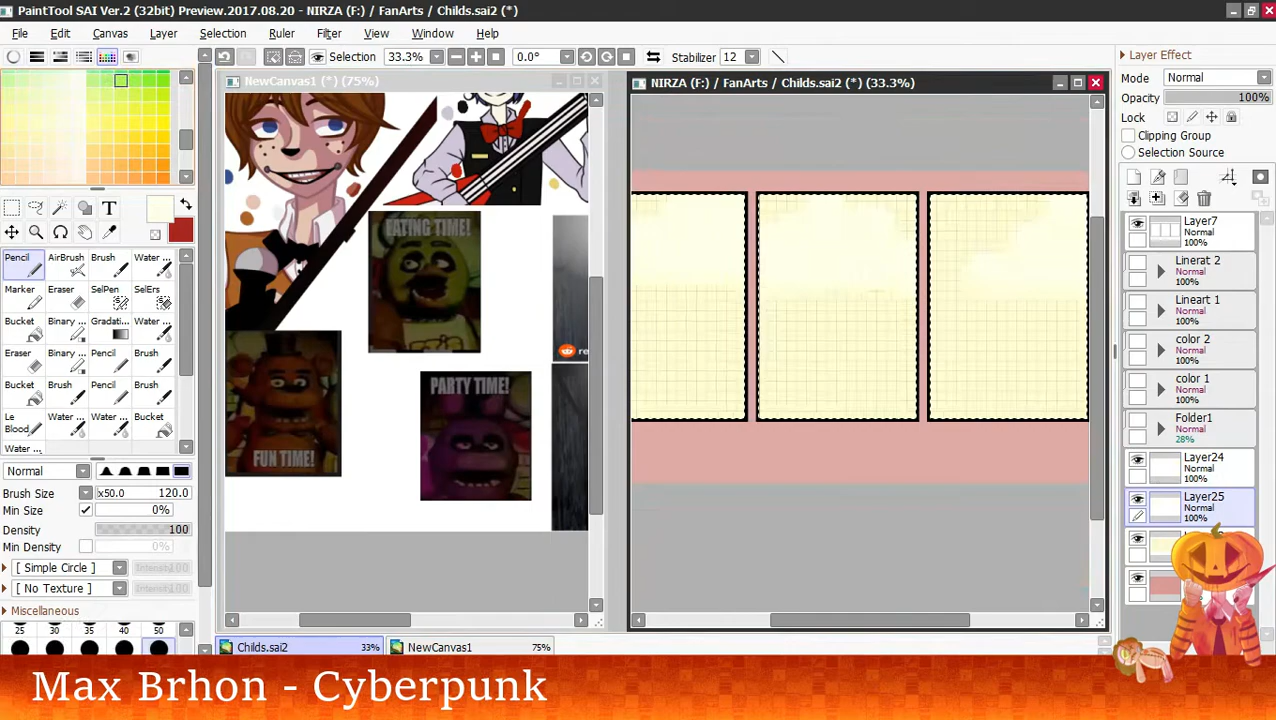 PaintTool SAI Ver.2 (32bit) Preview.2017.08.20 - NIRZA (F:) / FanArts / Childs.sai2 (*)
File Edit Canvas Layer Selection Ruler Filter View Window Help
Selection 33.3% 0.0° Stabilizer 12
NewCanvas1 (*) (75%)
NIRZA (F:) / FanArts / Childs.sai2 (*) (33.3%)
EATING TIME!
PARTY TIME!
FUN TIME!
re
Pencil AirBrush Brush Water ...
Marker Eraser SelPen SelErs
Bucket Binary ... Gradati... Water ...
Eraser Binary ... Pencil Brush
Bucket Brush Pencil Brush
Le Blood Water ... Water ... Bucket
Water ...
Normal
Brush Size x50.0 120.0
Min Size 0%
Density 100
Min Density 0%
[ Simple Circle ] Intensity 100
[ No Texture ] Intensity 100
Miscellaneous
25 30 35 40 50
Childs.sai2 33%
NewCanvas1 75%
Layer Effect
Mode Normal
Opacity 100%
Lock
Clipping Group
Selection Source
Layer7
Normal
100%
Linerat 2
Normal
100%
Lineart 1
Normal
100%
color 2
Normal
100%
color 1
Normal
100%
Folder1
28%
Layer24
Normal
100%
Layer25
Normal
100%
Max Brhon - Cyberpunk